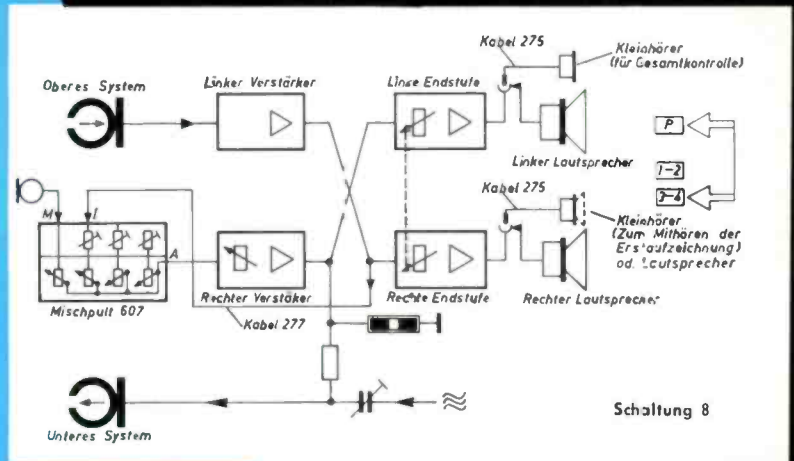 Kabel 275
Kleinhörer
(für Gesamtkontrolle)
Oberes System
Linker Verstärker
Linke Endstufe
Linker Lautsprecher
P
1-2
3-4
Kabel 275
Kleinhörer
(Zum Mithören der
Erstaufzeichnung)
od. Lautsprecher
M
I
A
Mischpult 607
Rechter Verstäker
Kabel 277
Rechte Endstufe
Rechter Lautsprecher
Unteres System
Schaltung 8